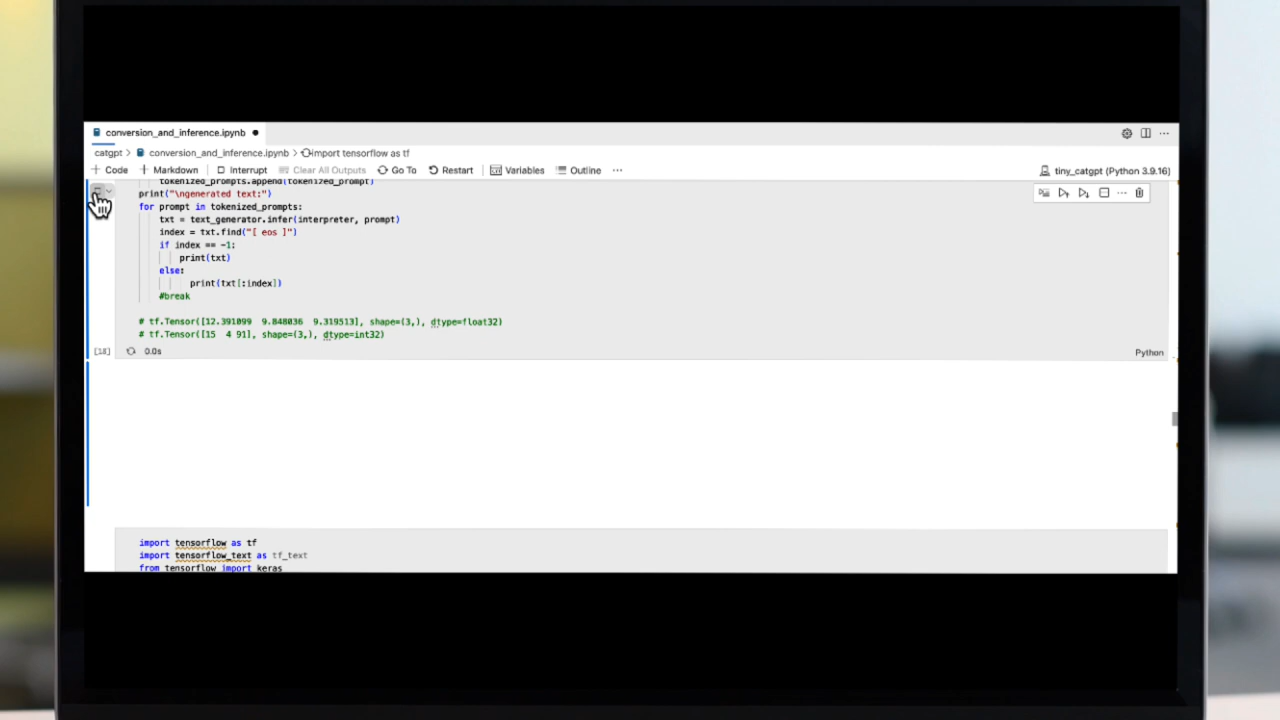 conversion_and_inference.ipynb
catgpt > conversion_and_inference.ipynb > import tensorflow as tf
+ Code + Markdown Interrupt Clear All Outputs Go To Restart Variables Outline ... tiny_catgpt (Python 3.9.16)
tokenized_prompts.append(tokenized_prompt)
print("\ngenerated text:")
for prompt in tokenized_prompts:
txt = text_generator.infer(interpreter, prompt)
index = txt.find("[ eos ]")
if index == -1:
print(txt)
else:
print(txt[:index])
#break
# tf.Tensor([12.391099 9.848036 9.319513], shape=(3,), dtype=float32)
# tf.Tensor([15 4 91], shape=(3,), dtype=int32)
[18] 0.0s Python
import tensorflow as tf
import tensorflow_text as tf_text
from tensorflow import keras